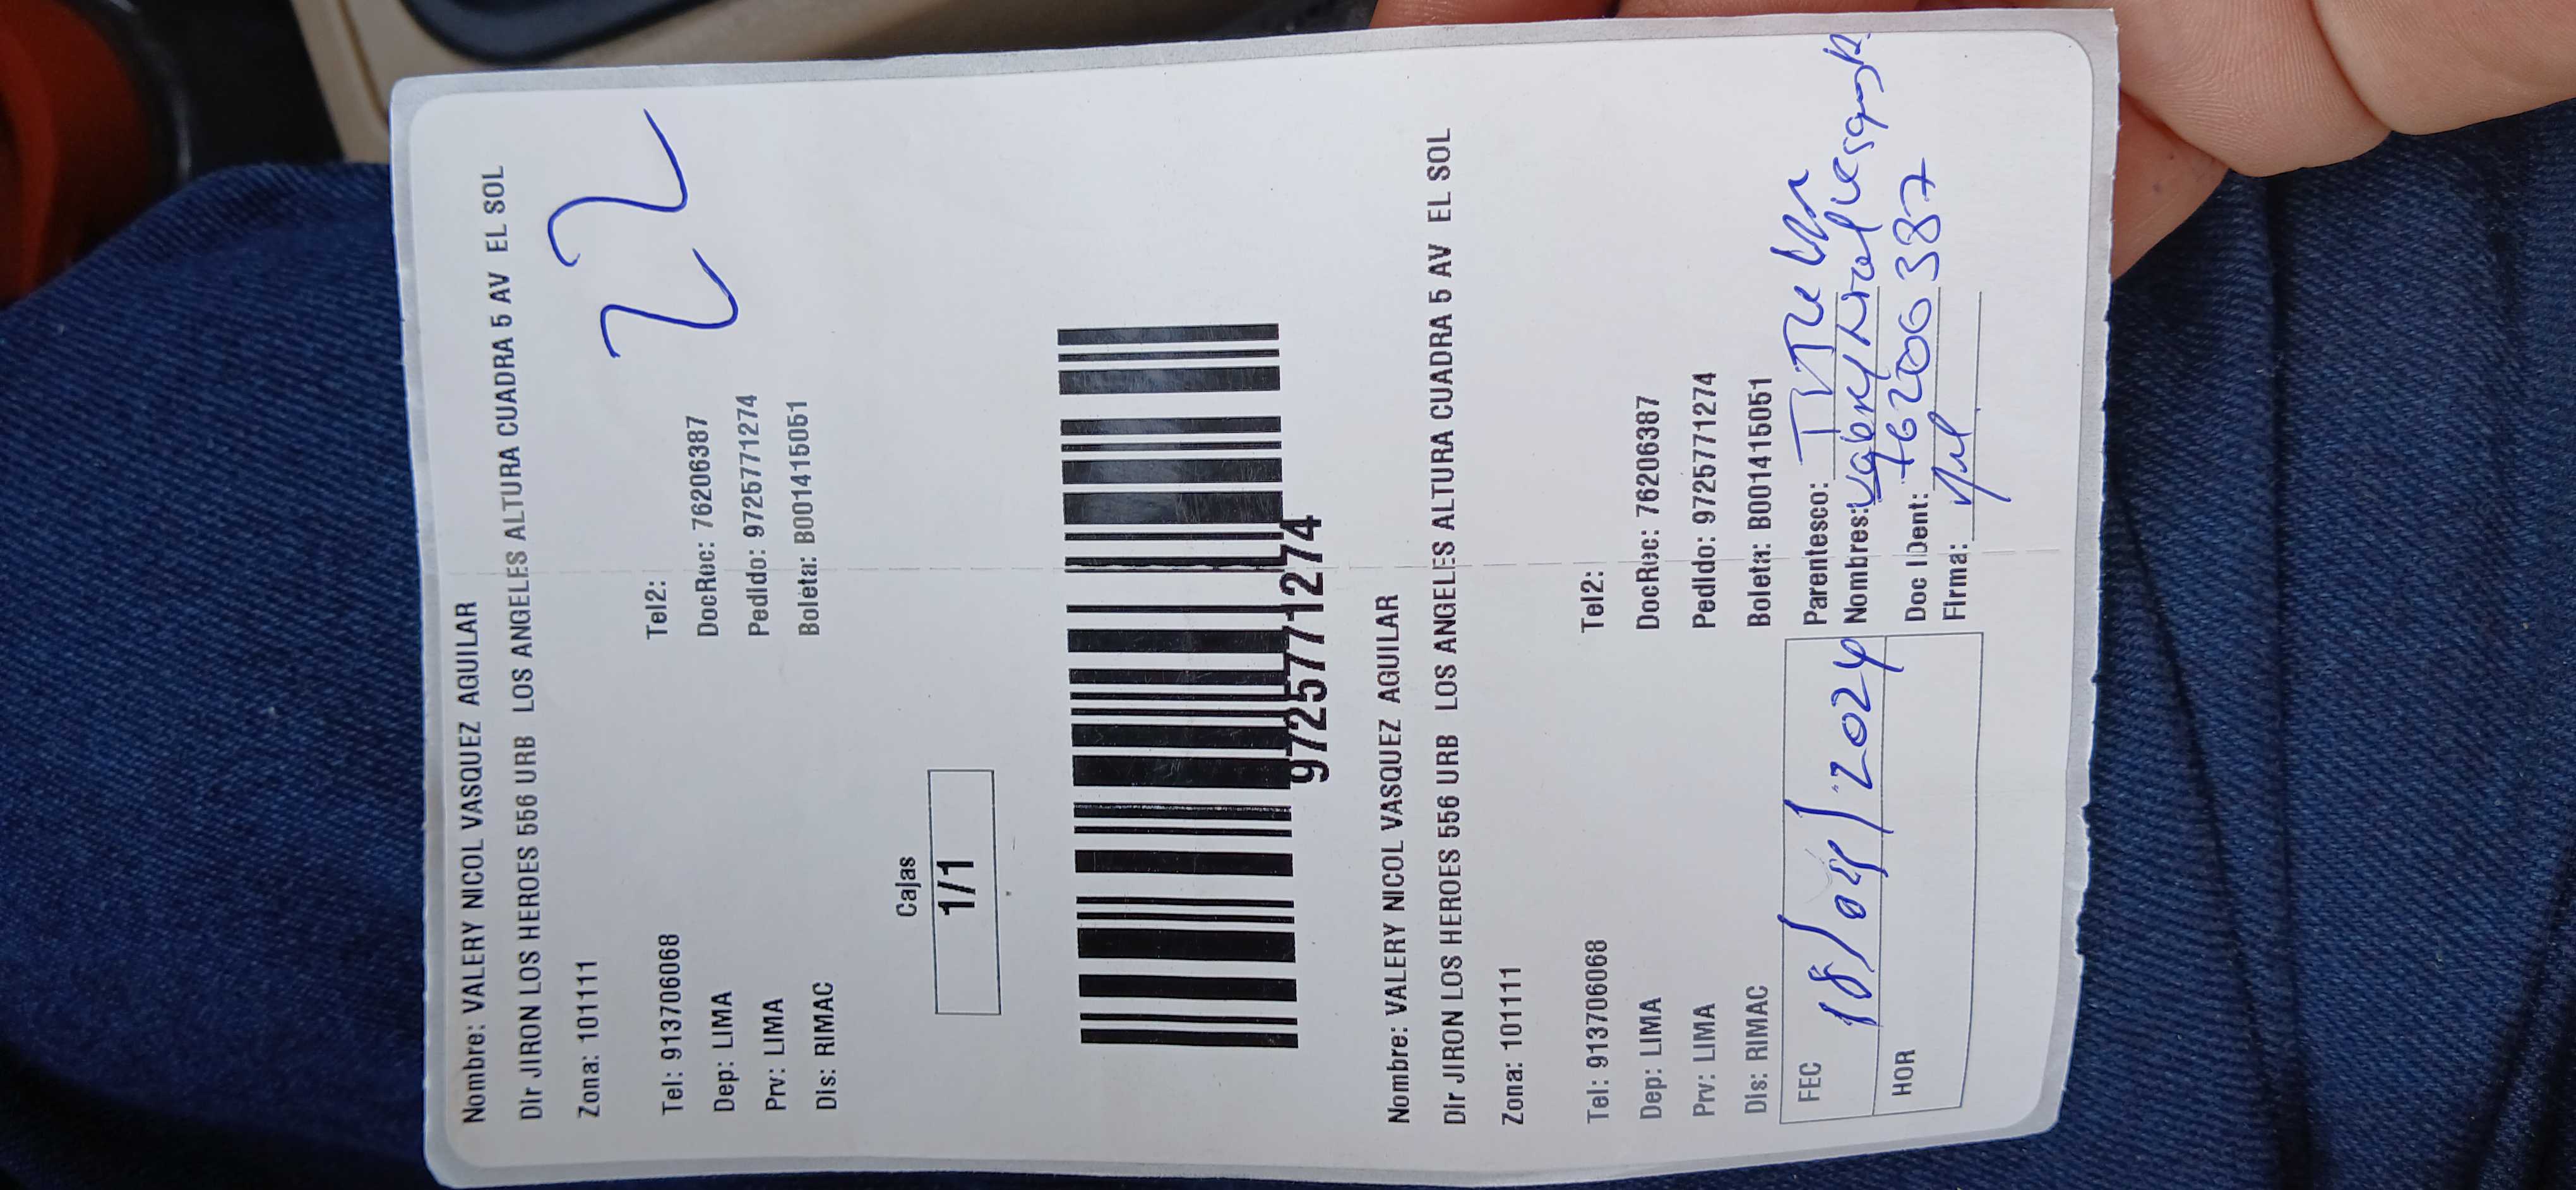 Nombre: VALERY NICOL VASQUEZ AGUILAR
Dir JIRON LOS HEROES 556 URB LOS ANGELES ALTURA CUADRA 5 AV EL SOL
Zona: 101111
22
Tel: 913706068 Tel2:
Dep: LIMA DocRec: 76206387
Prv: LIMA Pedido: 9725771274
Dis: RIMAC Boleta: B001415051
Cajas
1/1
9725771274
Nombre: VALERY NICOL VASQUEZ AGUILAR
Dir JIRON LOS HEROES 556 URB LOS ANGELES ALTURA CUADRA 5 AV EL SOL
Zona: 101111
Tel: 913706068 Tel2:
Dep: LIMA DocRec: 76206387
Prv: LIMA Pedido: 9725771274
Dis: RIMAC Boleta: B001415051
FEC 18/04/2024 Parentesco:
Nombres:
HOR Doc IDent: 76206387
Firma: